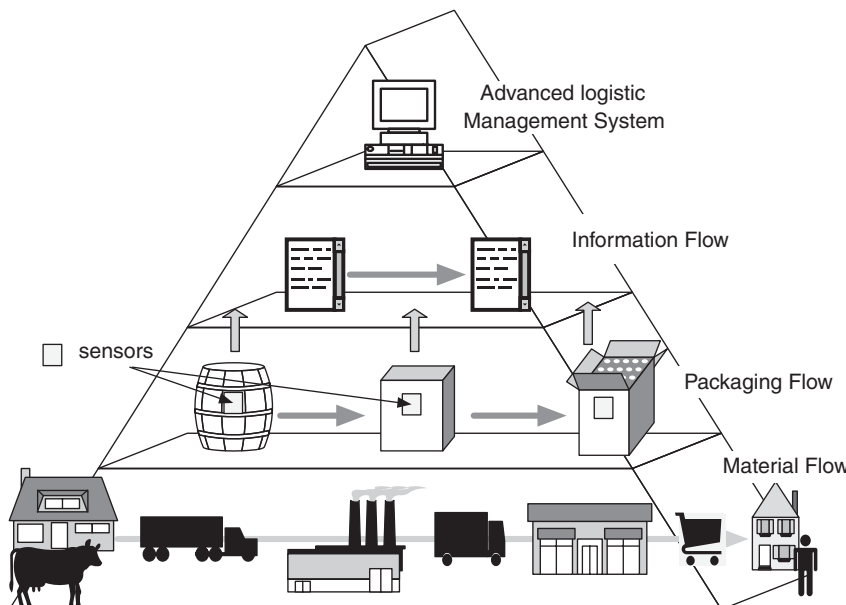 Advanced logistic
Management System
Information Flow
sensors
Packaging Flow
Material Flow